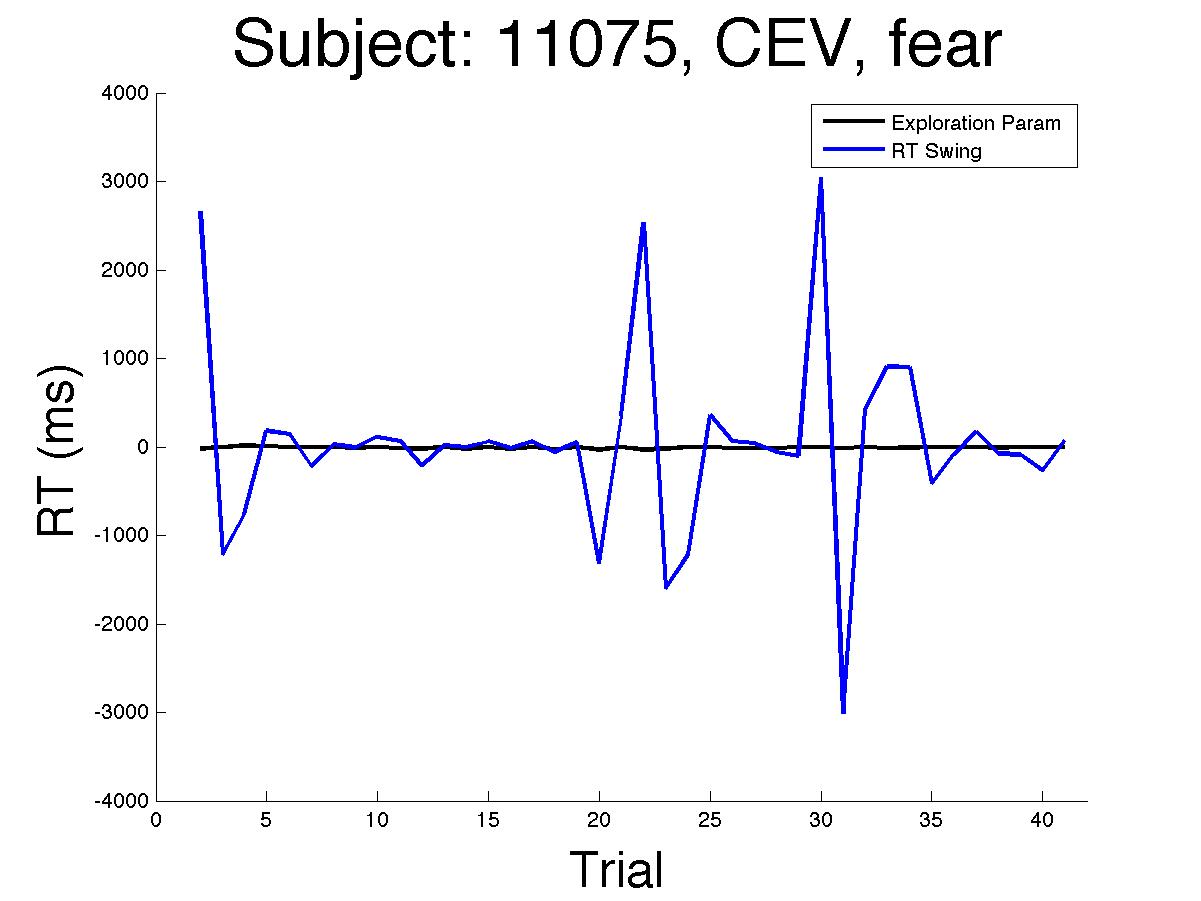 Subject: 11075, CEV, fear
4000
3000
2000
1000
0
-1000
-2000
-3000
-4000
RT (ms)
Exploration Param
RT Swing
0 5 10 15 20 25 30 35 40
Trial